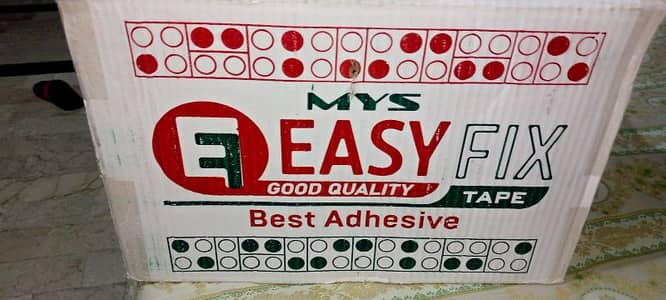 MYS
EASY FIX
GOOD QUALITY
TAPE
Best Adhesive